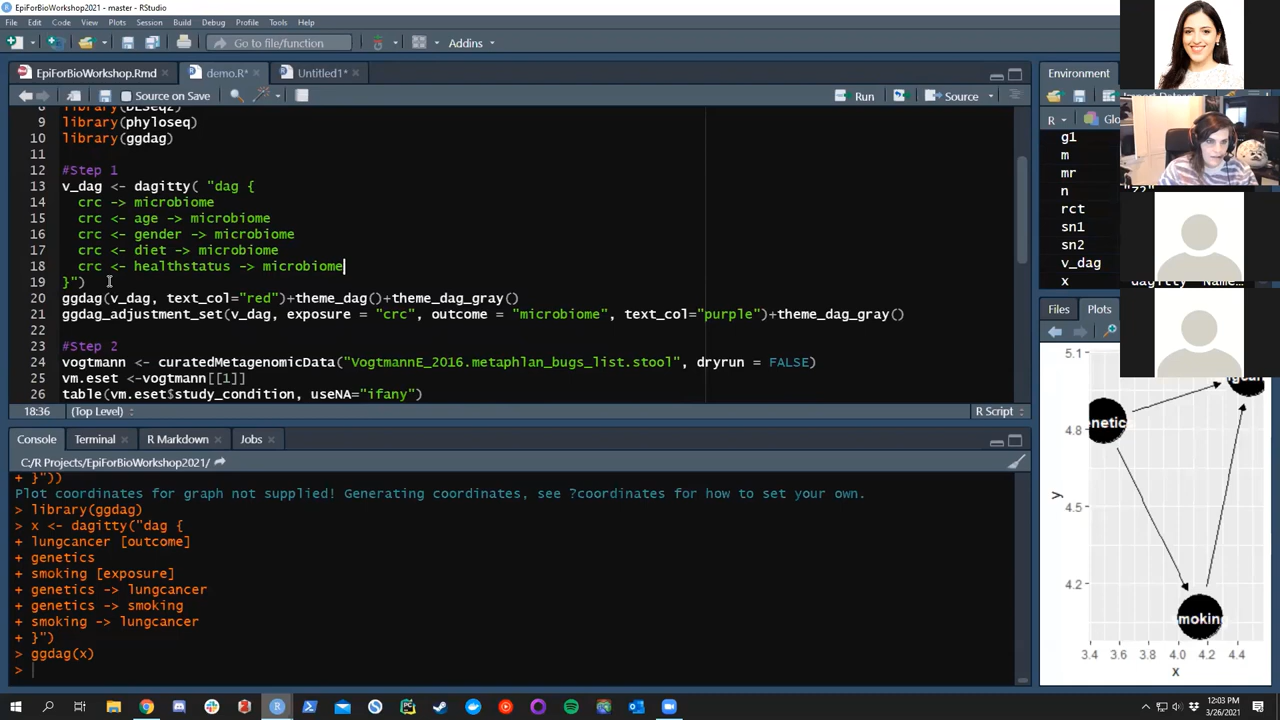 EpiForBioWorkshop2021 - master - RStudio
File Edit Code View Plots Session Build Debug Profile Tools Help
Go to file/function Addins
EpiForBioWorkshop.Rmd demo.R* Untitled1*
Source on Save Run Source
9 library(phyloseq)
10 library(ggdag)
11
12 #Step 1
13 v_dag <- dagitty( "dag {
14 crc -> microbiome
15 crc <- age -> microbiome
16 crc <- gender -> microbiome
17 crc <- diet -> microbiome
18 crc <- healthstatus -> microbiome
19 }")
20 ggdag(v_dag, text_col="red")+theme_dag()+theme_dag_gray()
21 ggdag_adjustment_set(v_dag, exposure = "crc", outcome = "microbiome", text_col="purple")+theme_dag_gray()
22
23 #Step 2
24 vogtmann <- curatedMetagenomicData("VogtmannE_2016.metaphlan_bugs_list.stool", dryrun = FALSE)
25 vm.eset <-vogtmann[[1]]
26 table(vm.eset$study_condition, useNA="ifany")
18:36 (Top Level) R Script
Console Terminal R Markdown Jobs
C:/R Projects/EpiForBioWorkshop2021/
+ }"))
Plot coordinates for graph not supplied! Generating coordinates, see ?coordinates for how to set your own.
> library(ggdag)
> x <- dagitty("dag {
+ lungcancer [outcome]
+ genetics
+ smoking [exposure]
+ genetics -> lungcancer
+ genetics -> smoking
+ smoking -> lungcancer
+ }")
> ggdag(x)
>
Environment
R
g1
m
mr
n
rct
sn1
sn2
v_dag
x
Files Plots
5.1
4.8
4.5
4.2
y
enetic
moking
3.4 3.6 3.8 4.0 4.2 4.4
x
12:03 PM
3/26/2021